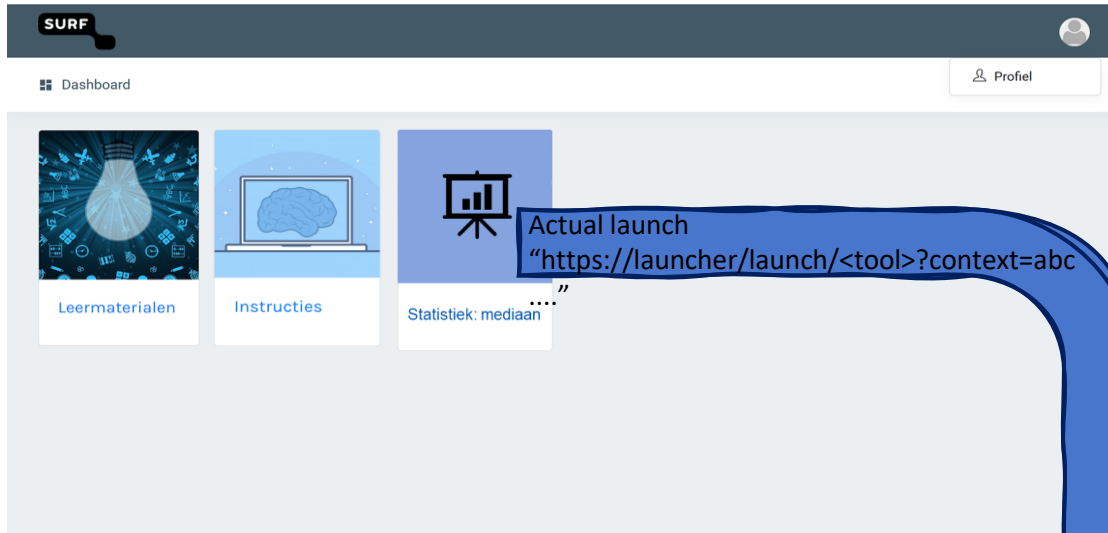 SURF
Dashboard
Profiel
Leermaterialen
Instructies
Statistiek: mediaan
Actual launch
“https://launcher/launch/<tool>?context=abc
....”